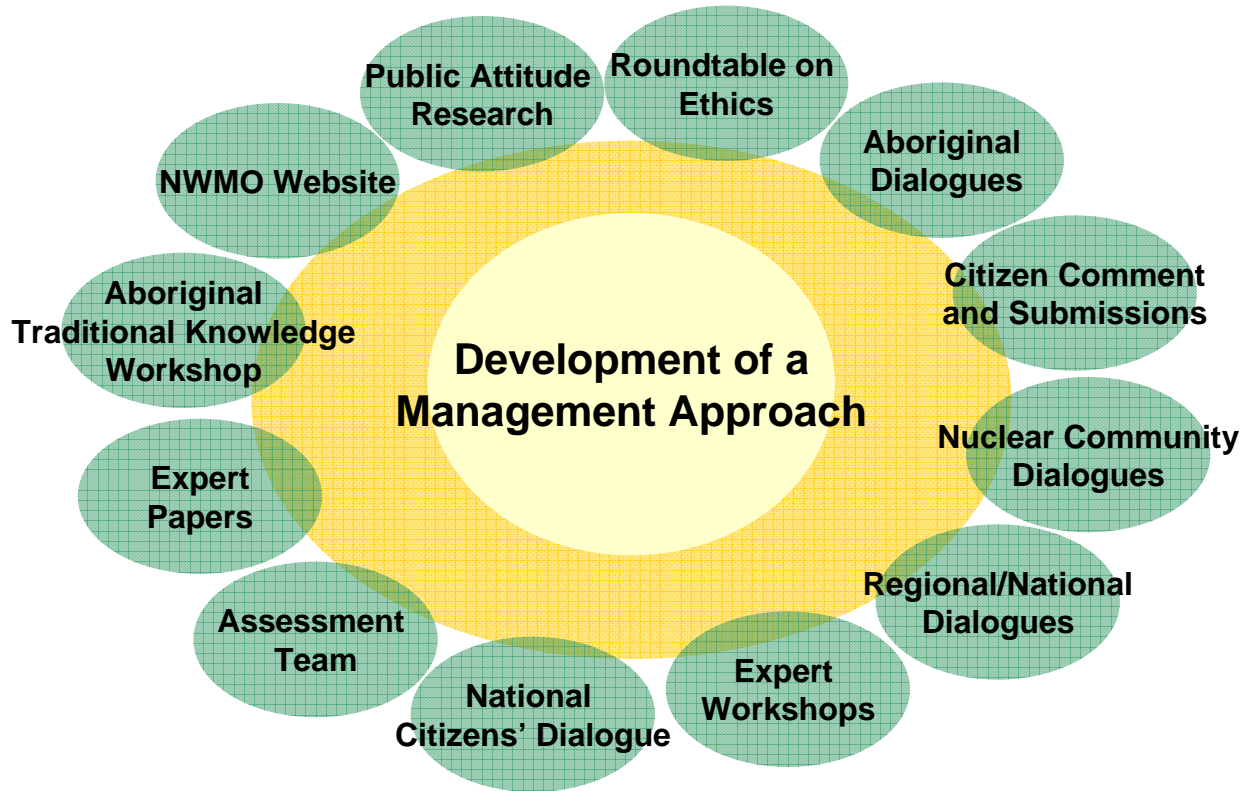 Public Attitude
Research
Roundtable on
Ethics
Aboriginal
Dialogues
NWMO Website
Citizen Comment
and Submissions
Aboriginal
Traditional Knowledge
Workshop
Development of a
Management Approach
Nuclear Community
Dialogues
Expert
Papers
Regional/National
Dialogues
Assessment
Team
Expert
Workshops
National
Citizens’ Dialogue